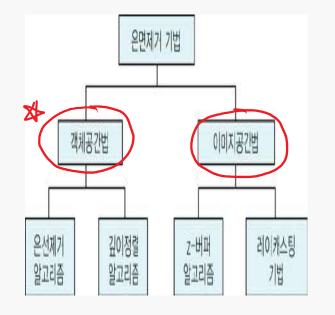 은면제거 기법
객체공간법
이미지공간법
은선제거
알고리즘
깊이정렬
알고리즘
z-버퍼
알고리즘
레이캐스팅
기법